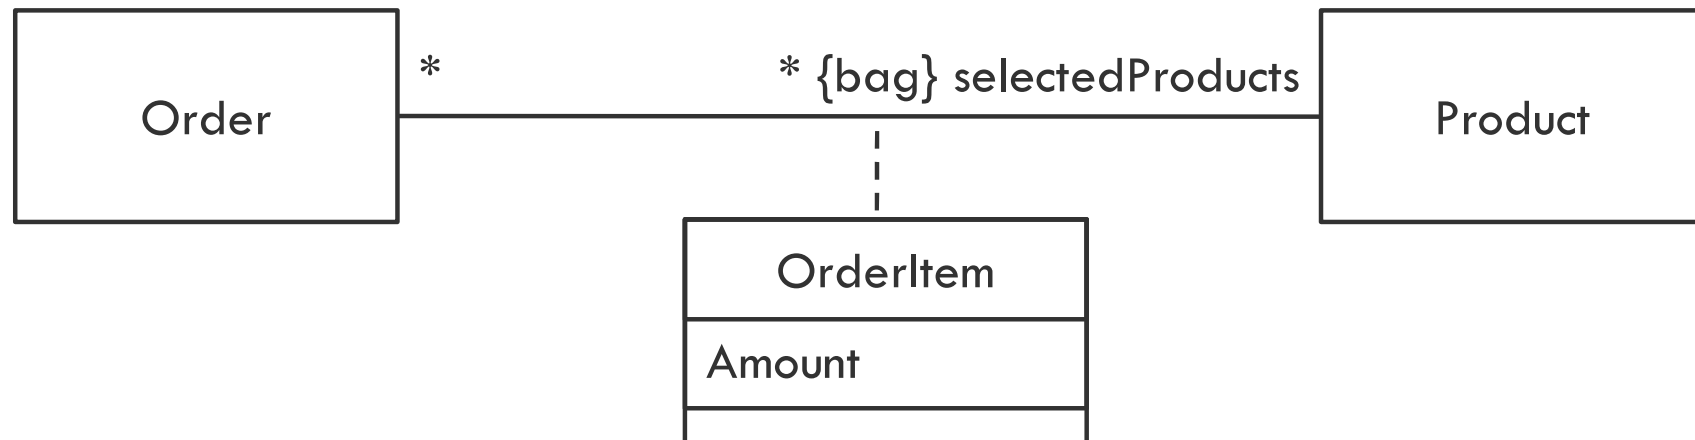 Order
*
* {bag} selectedProducts
Product
OrderItem
Amount